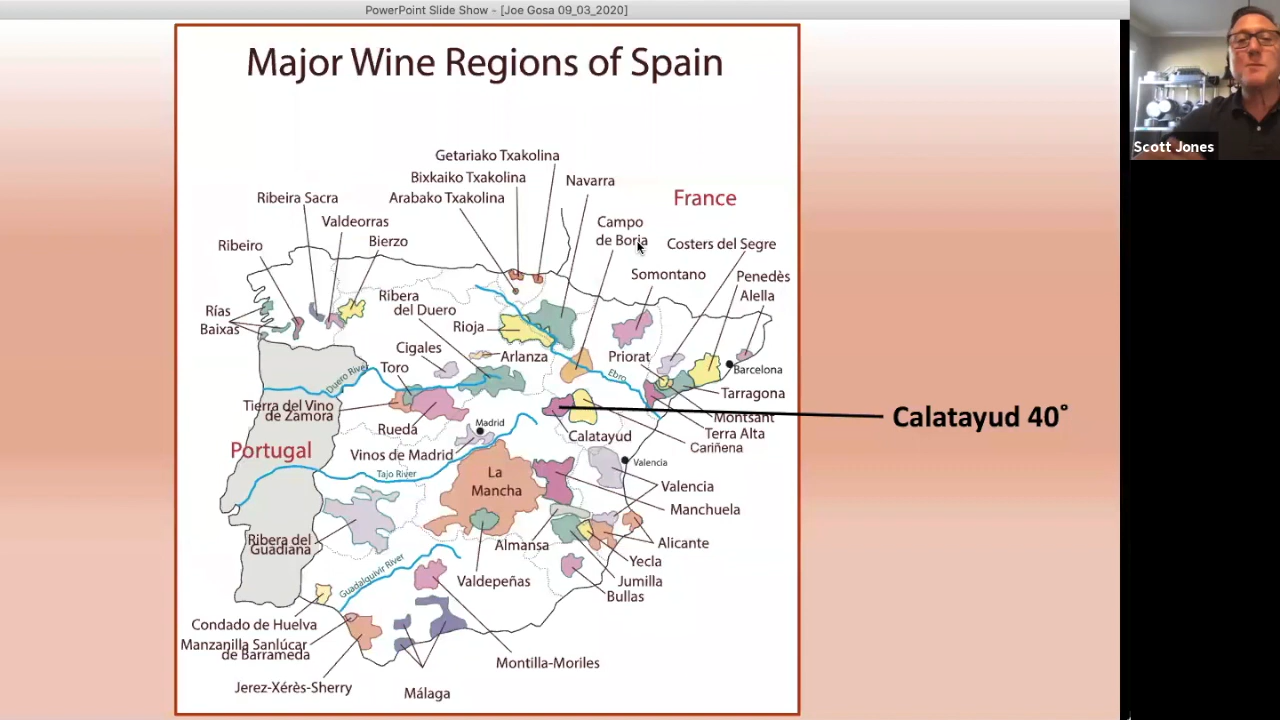 PowerPoint Slide Show - [Joe Gosa 09_03_2020]
Major Wine Regions of Spain
Getariako Txakolina
Bixkaiko Txakolina
Navarra
Ribeira Sacra
Arabako Txakolina
France
Valdeorras
Campo
de Borja
Ribeiro
Bierzo
Costers del Segre
Somontano
Penedès
Ribera
del Duero
Alella
Rías
Baixas
Rioja
Cigales
Arlanza
Priorat
Toro
Duero River
Ebro
Barcelona
Tarragona
Tierra del Vino
de Zamora
Montsant
Rueda
Madrid
Calatayud
Terra Alta
Cariñena
Portugal
Vinos de Madrid
Valencia
Tajo River
La
Mancha
Valencia
Manchuela
Ribera del
Guadiana
Almansa
Alicante
Yecla
Guadalquivir River
Valdepeñas
Jumilla
Bullas
Condado de Huelva
Manzanilla Sanlúcar
de Barrameda
Montilla-Moriles
Jerez-Xérès-Sherry
Málaga
Calatayud 40˚
Scott Jones